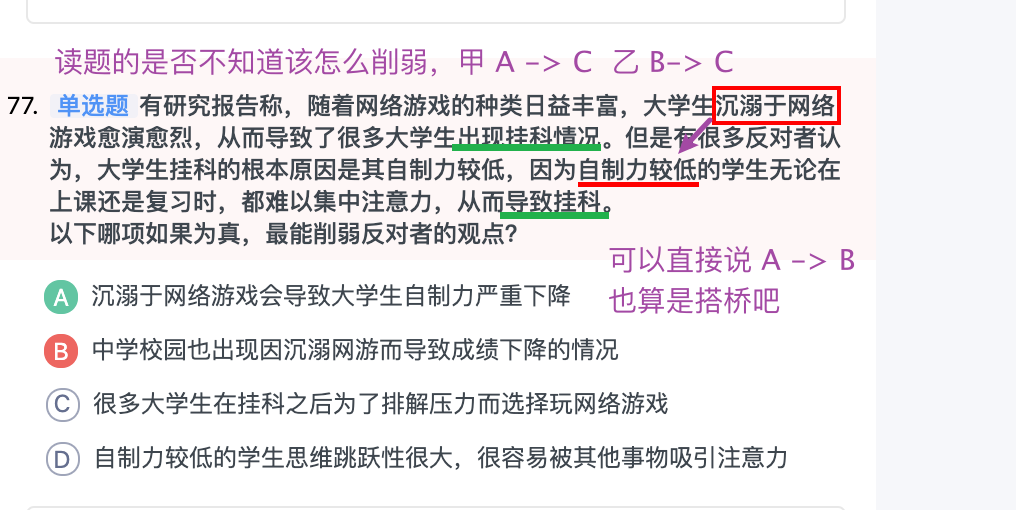 读题的是否不知道该怎么削弱，甲 A -> C 乙 B-> C
77. 单选题 有研究报告称，随着网络游戏的种类日益丰富，大学生沉溺于网络
游戏愈演愈烈，从而导致了很多大学生出现挂科情况。但是有很多反对者认
为，大学生挂科的根本原因是其自制力较低，因为自制力较低的学生无论在
上课还是复习时，都难以集中注意力，从而导致挂科。
以下哪项如果为真，最能削弱反对者的观点?
可以直接说 A -> B
也算是搭桥吧
A 沉溺于网络游戏会导致大学生自制力严重下降
B 中学校园也出现因沉溺网游而导致成绩下降的情况
C 很多大学生在挂科之后为了排解压力而选择玩网络游戏
D 自制力较低的学生思维跳跃性很大，很容易被其他事物吸引注意力